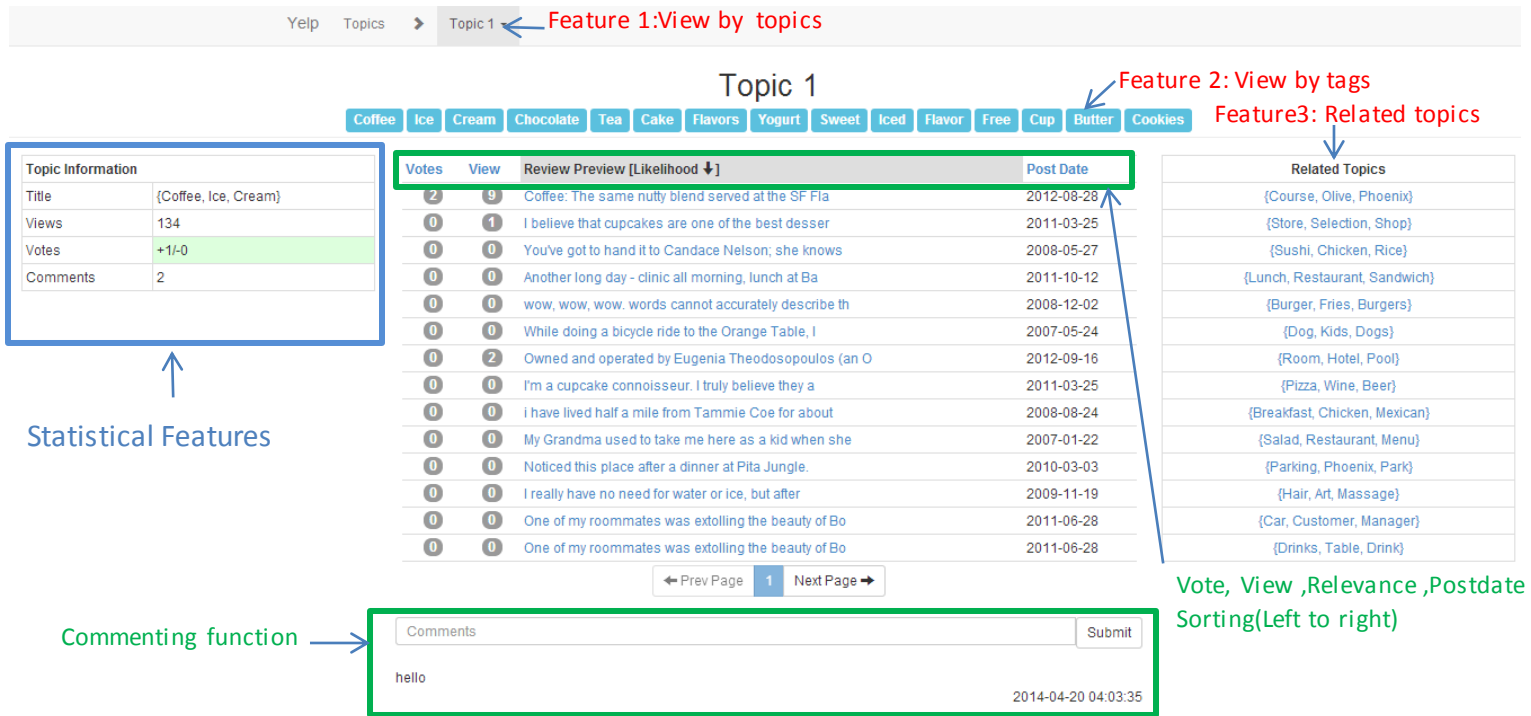 Yelp Topics Topic 1 Feature 1:View by topics
Topic 1
Feature 2: View by tags
Coffee Ice Cream Chocolate Tea Cake Flavors Yogurt Sweet Iced Flavor Free Cup Butter Cookies
Feature3: Related topics
Topic Information
Title {Coffee, Ice, Cream}
Views 134
Votes +1/-0
Comments 2
Statistical Features
Votes View Review Preview [Likelihood ] Post Date
2 9 Coffee: The same nutty blend served at the SF Fla 2012-08-28
0 1 I believe that cupcakes are one of the best desser 2011-03-25
0 0 You've got to hand it to Candace Nelson; she knows 2008-05-27
0 0 Another long day - clinic all morning, lunch at Ba 2011-10-12
0 0 wow, wow, wow. words cannot accurately describe th 2008-12-02
0 0 While doing a bicycle ride to the Orange Table, I 2007-05-24
0 2 Owned and operated by Eugenia Theodosopoulos (an O 2012-09-16
0 0 I'm a cupcake connoisseur. I truly believe they a 2011-03-25
0 0 i have lived half a mile from Tammie Coe for about 2008-08-24
0 0 My Grandma used to take me here as a kid when she 2007-01-22
0 0 Noticed this place after a dinner at Pita Jungle. 2010-03-03
0 0 I really have no need for water or ice, but after 2009-11-19
0 0 One of my roommates was extolling the beauty of Bo 2011-06-28
0 0 One of my roommates was extolling the beauty of Bo 2011-06-28
Prev Page 1 Next Page
Related Topics
{Course, Olive, Phoenix}
{Store, Selection, Shop}
{Sushi, Chicken, Rice}
{Lunch, Restaurant, Sandwich}
{Burger, Fries, Burgers}
{Dog, Kids, Dogs}
{Room, Hotel, Pool}
{Pizza, Wine, Beer}
{Breakfast, Chicken, Mexican}
{Salad, Restaurant, Menu}
{Parking, Phoenix, Park}
{Hair, Art, Massage}
{Car, Customer, Manager}
{Drinks, Table, Drink}
Vote, View ,Relevance ,Postdate
Sorting(Left to right)
Commenting function
Comments Submit
hello
2014-04-20 04:03:35